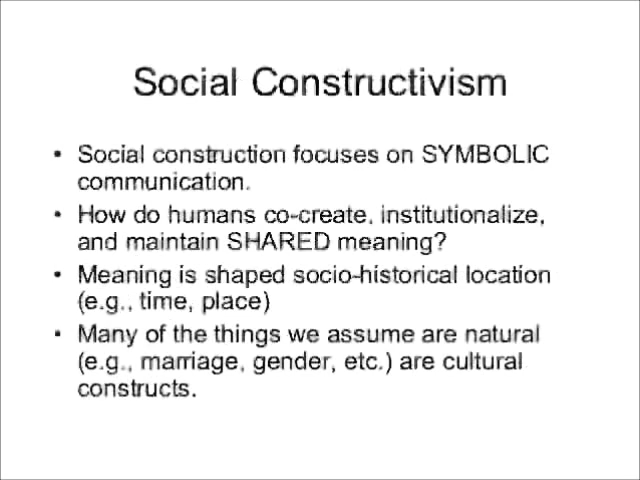 Social Constructivism
• Social construction focuses on SYMBOLIC
communication.
• How do humans co-create, institutionalize,
and maintain SHARED meaning?
• Meaning is shaped socio-historical location
(e.g., time, place)
• Many of the things we assume are natural
(e.g., marriage, gender, etc.) are cultural
constructs.